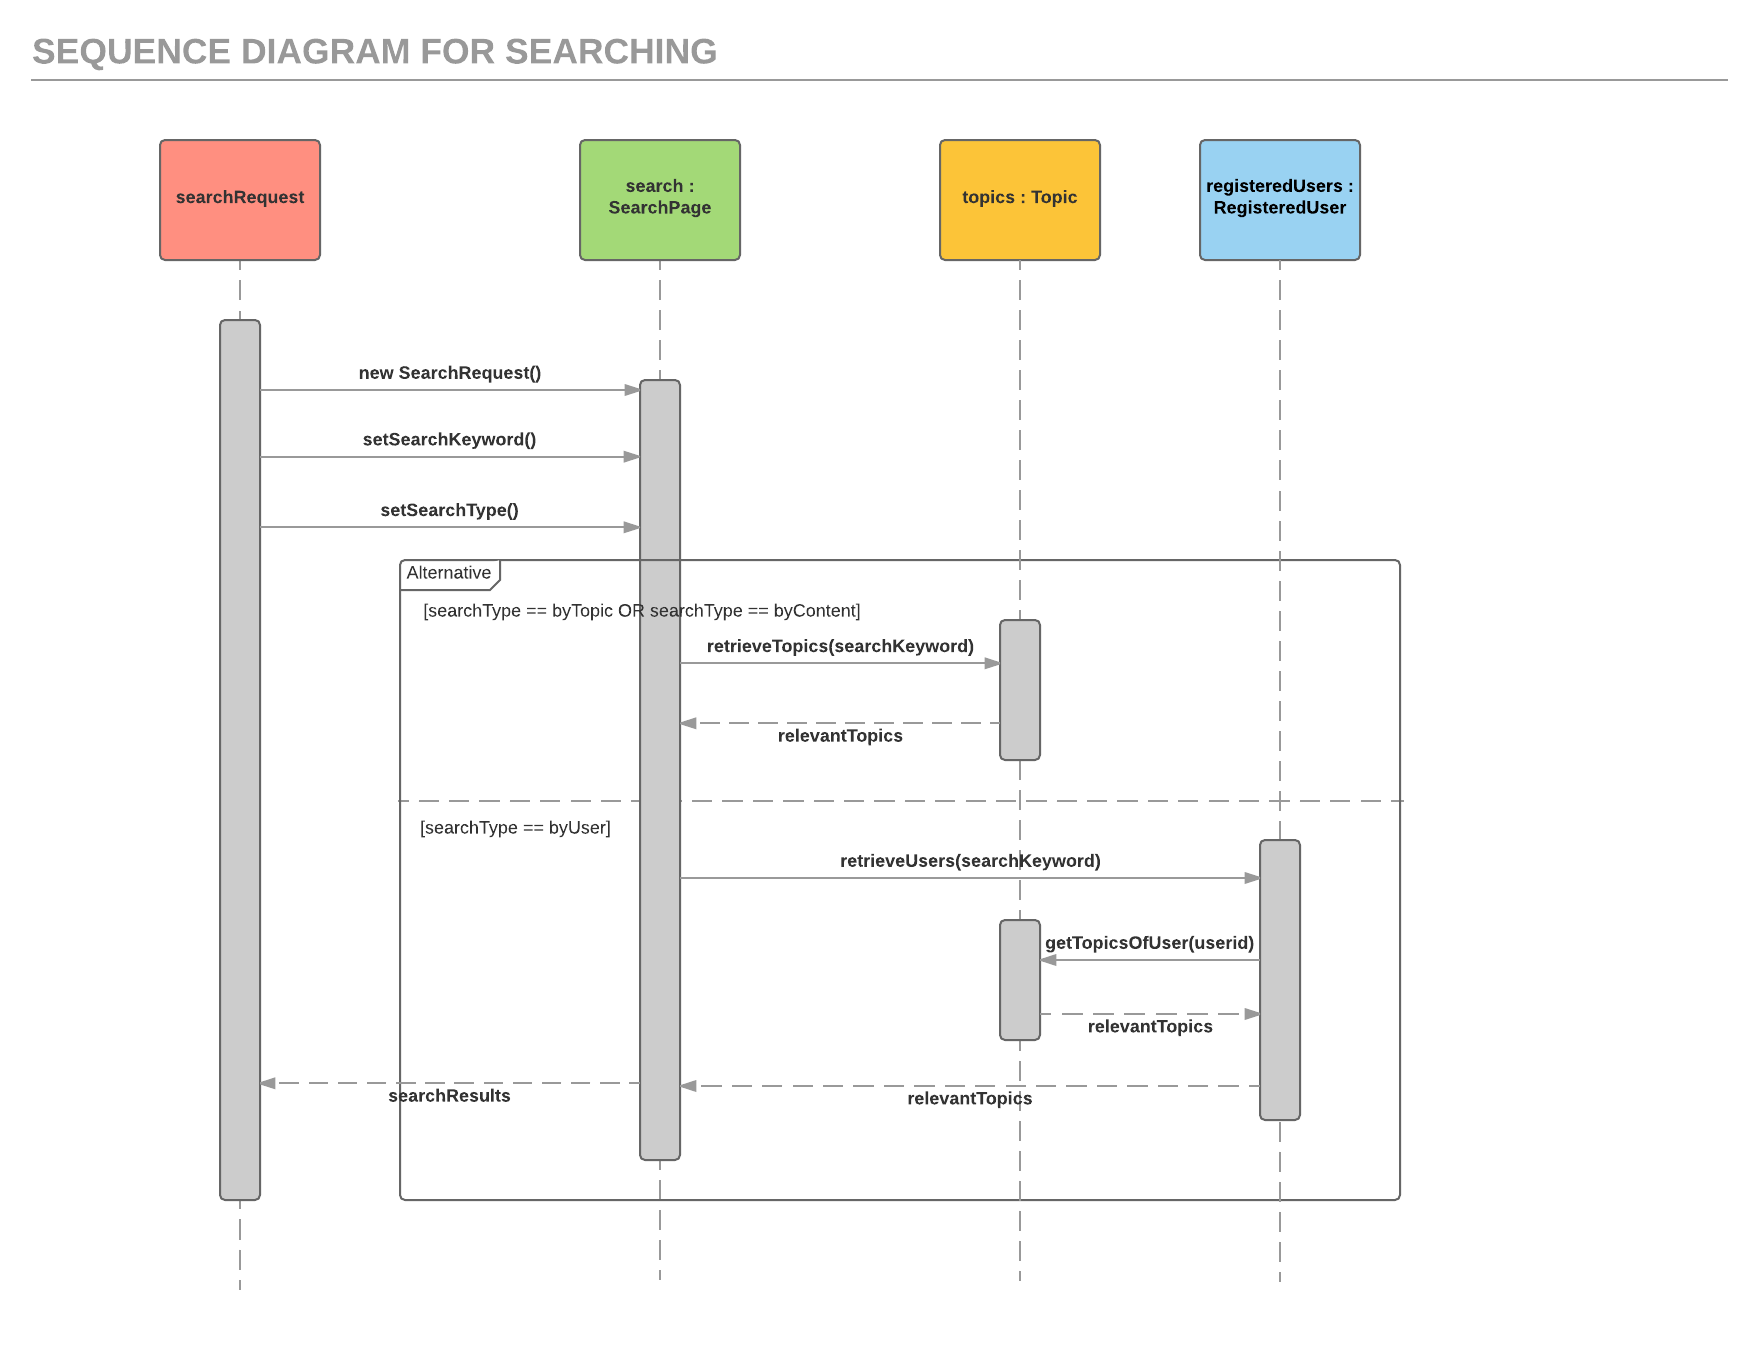 SEQUENCE DIAGRAM FOR SEARCHING
searchRequest
search :
SearchPage
topics : Topic
registeredUsers :
RegisteredUser
new SearchRequest()
setSearchKeyword()
setSearchType()
Alternative
[searchType == byTopic OR searchType == byContent]
retrieveTopics(searchKeyword)
relevantTopics
[searchType == byUser]
retrieveUsers(searchKeyword)
getTopicsOfUser(userid)
relevantTopics
searchResults
relevantTopics